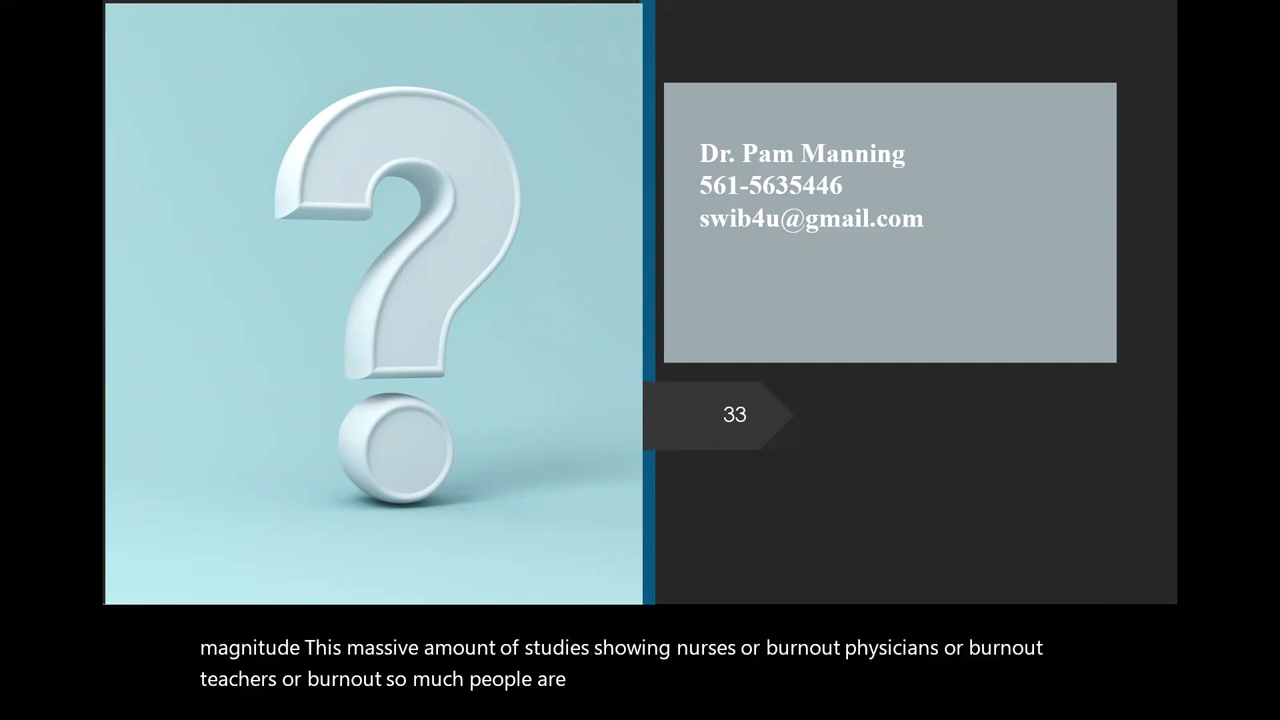 Dr. Pam Manning
561-5635446
swib4u@gmail.com
33
magnitude This massive amount of studies showing nurses or burnout physicians or burnout
teachers or burnout so much people are